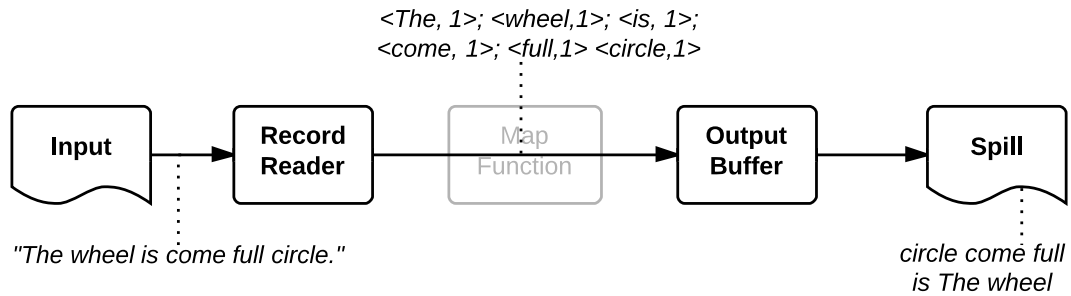 <The, 1>; <wheel,1>; <is, 1>;
<come, 1>; <full,1> <circle,1>
Input
Record
Reader
Map
Function
Output
Buffer
Spill
"The wheel is come full circle."
circle come full
is The wheel